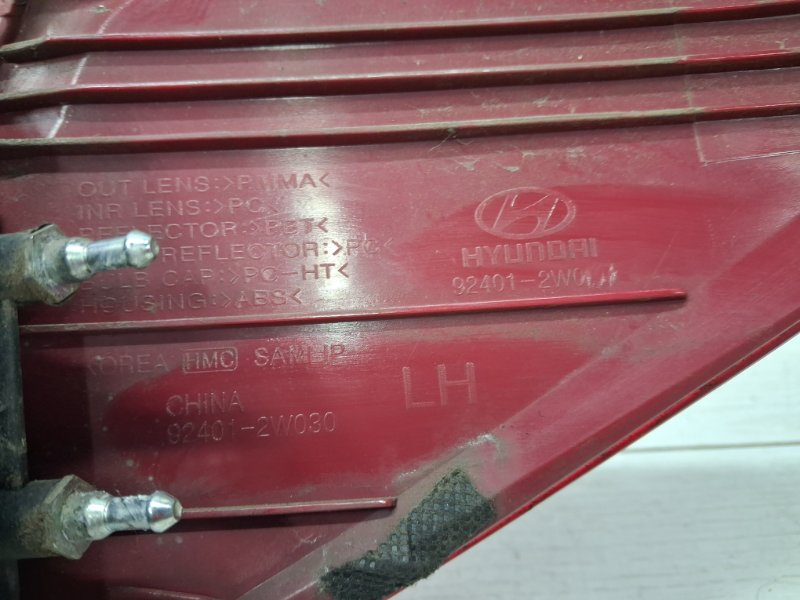 OUT LENS:>PMMA<
INR LENS:>PC<
REFLECTOR:>PBT<
REFLECTOR:>PC<
BULB CAP:>PC-HT<
HOUSING:>ABS<
HYUNDAI
KOREA HMC SAMLIP
LH
CHINA
92401-2W030